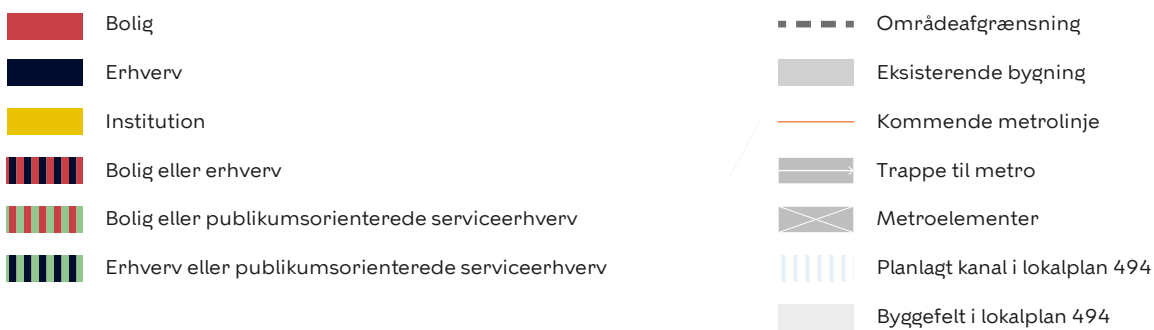 Bolig
Erhverv
Institution
Bolig eller erhverv
Bolig eller publikumsorienterede serviceerhverv
Erhverv eller publikumsorienterede serviceerhverv
Områdeafgrænsning
Eksisterende bygning
Kommende metrolinje
Trappe til metro
Metroelementer
Planlagt kanal i lokalplan 494
Byggefelt i lokalplan 494